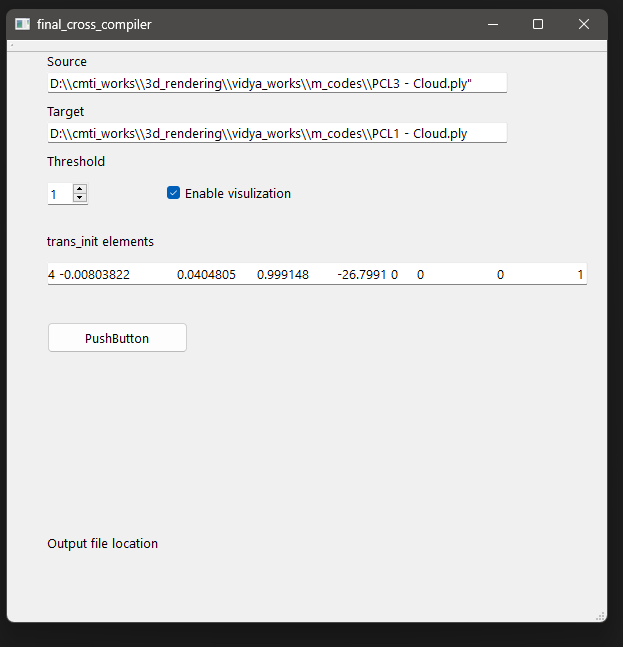 final_cross_compiler
Source
D:\\cmti_works\\3d_rendering\\vidya_works\\m_codes\\PCL3 - Cloud.ply"
Target
D:\\cmti_works\\3d_rendering\\vidya_works\\m_codes\\PCL1 - Cloud.ply
Threshold
1 Enable visulization
trans_init elements
4 -0.00803822 0.0404805 0.999148 -26.7991 0 0 0 1
PushButton
Output file location